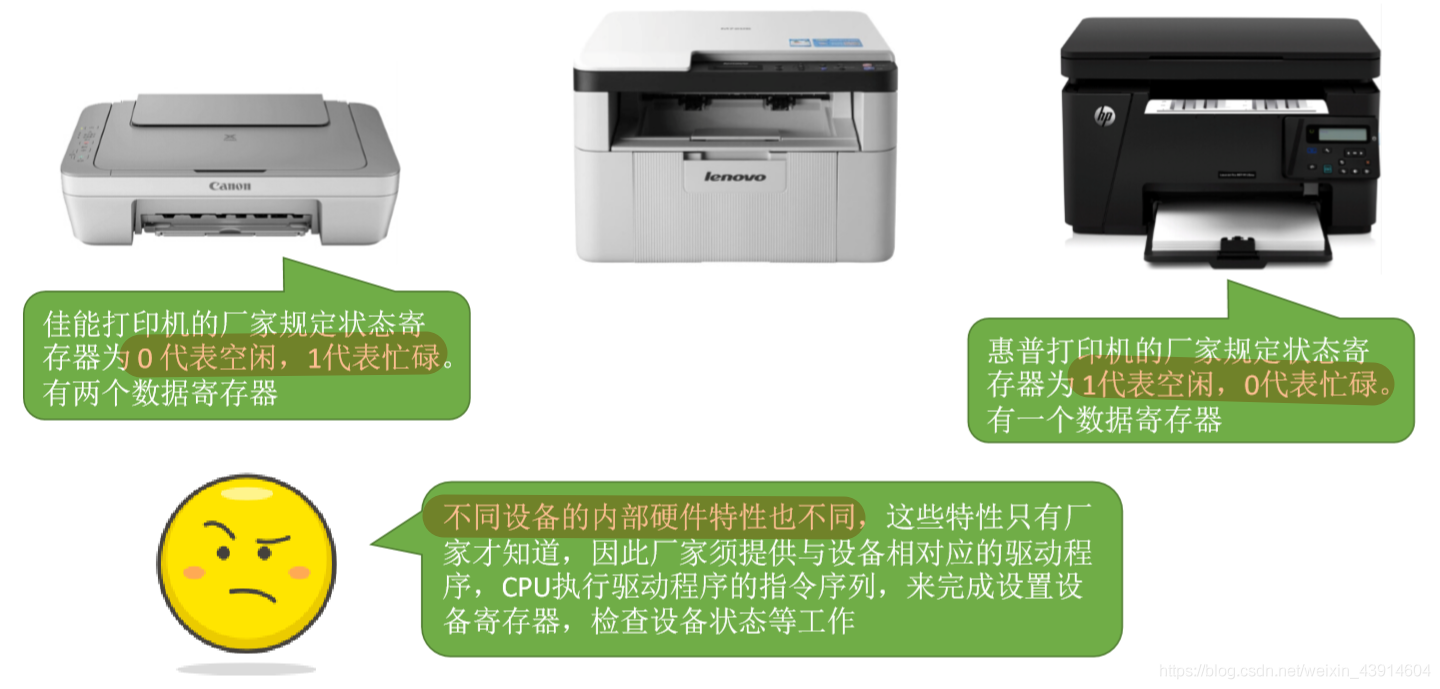 Canon
lenovo
hp
佳能打印机的厂家规定状态寄
存器为 0 代表空闲，1代表忙碌。
有两个数据寄存器
惠普打印机的厂家规定状态寄
存器为 1代表空闲，0代表忙碌。
有一个数据寄存器
不同设备的内部硬件特性也不同，这些特性只有厂
家才知道，因此厂家须提供与设备相对应的驱动程
序，CPU执行驱动程序的指令序列，来完成设置设
备寄存器，检查设备状态等工作
https://blog.csdn.net/weixin_43914604